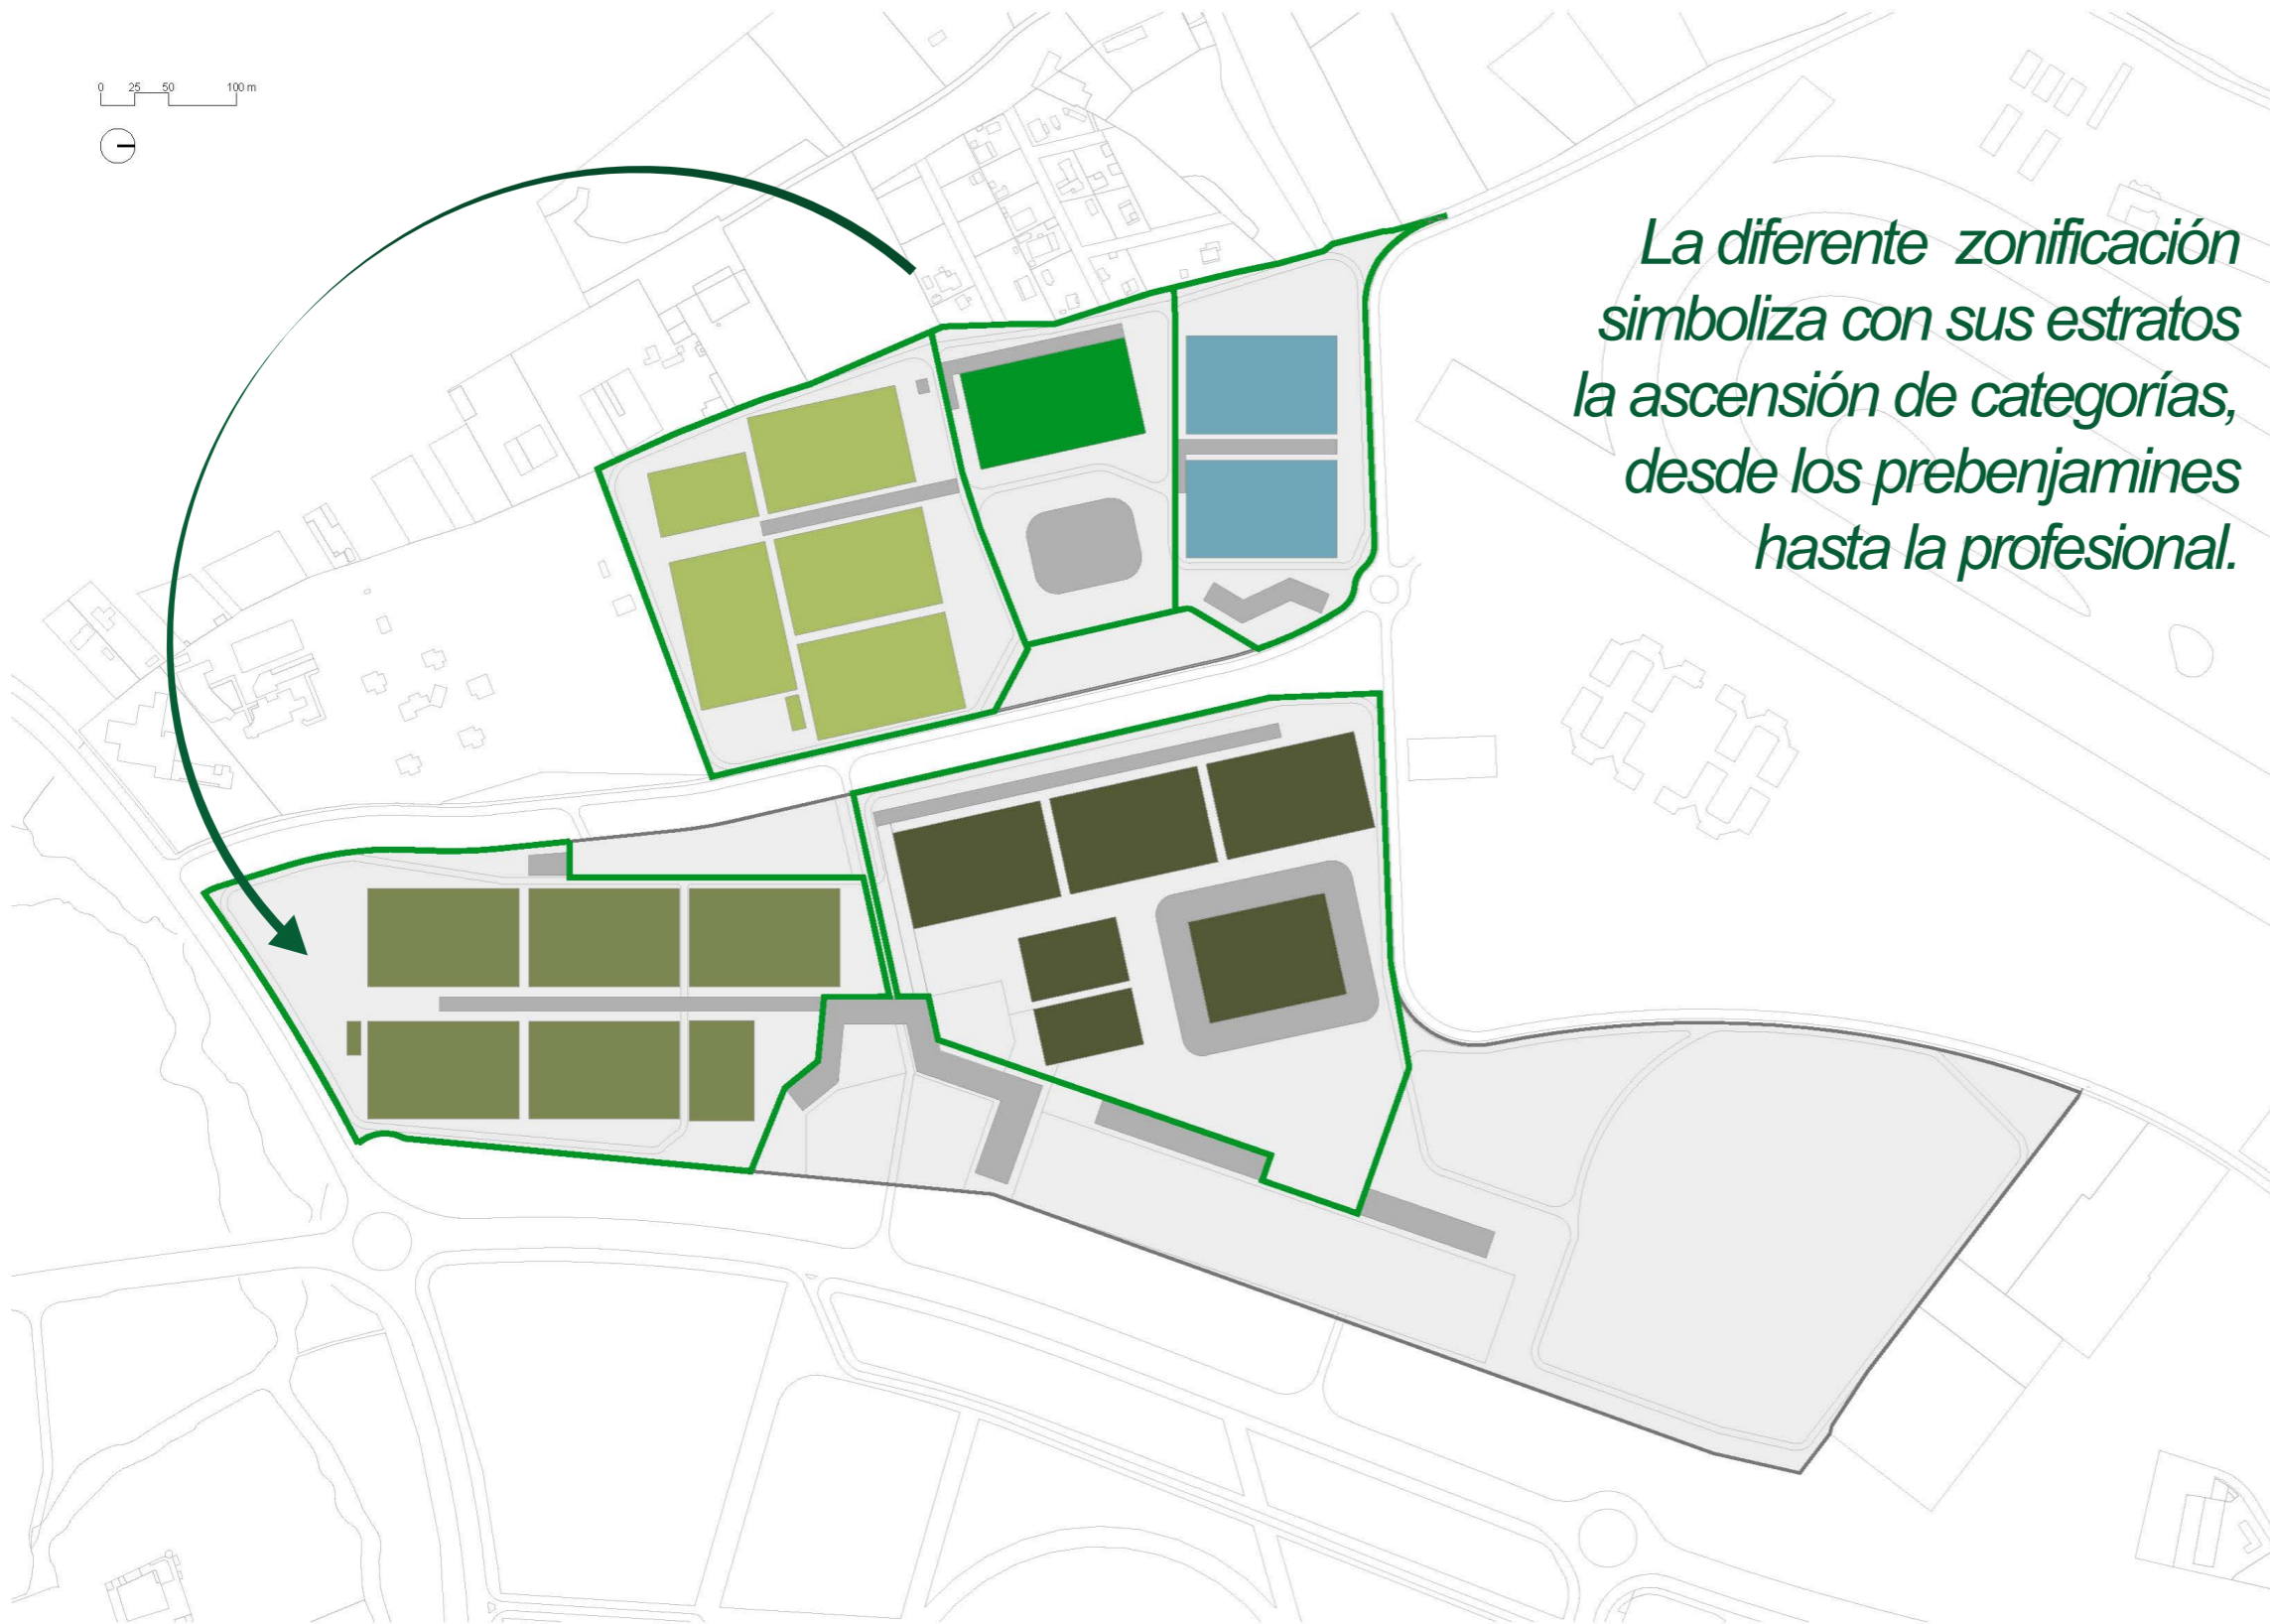 0 25 50 100 m
La diferente zonificación
simboliza con sus estratos
la ascensión de categorías,
desde los prebenjamines
hasta la profesional.